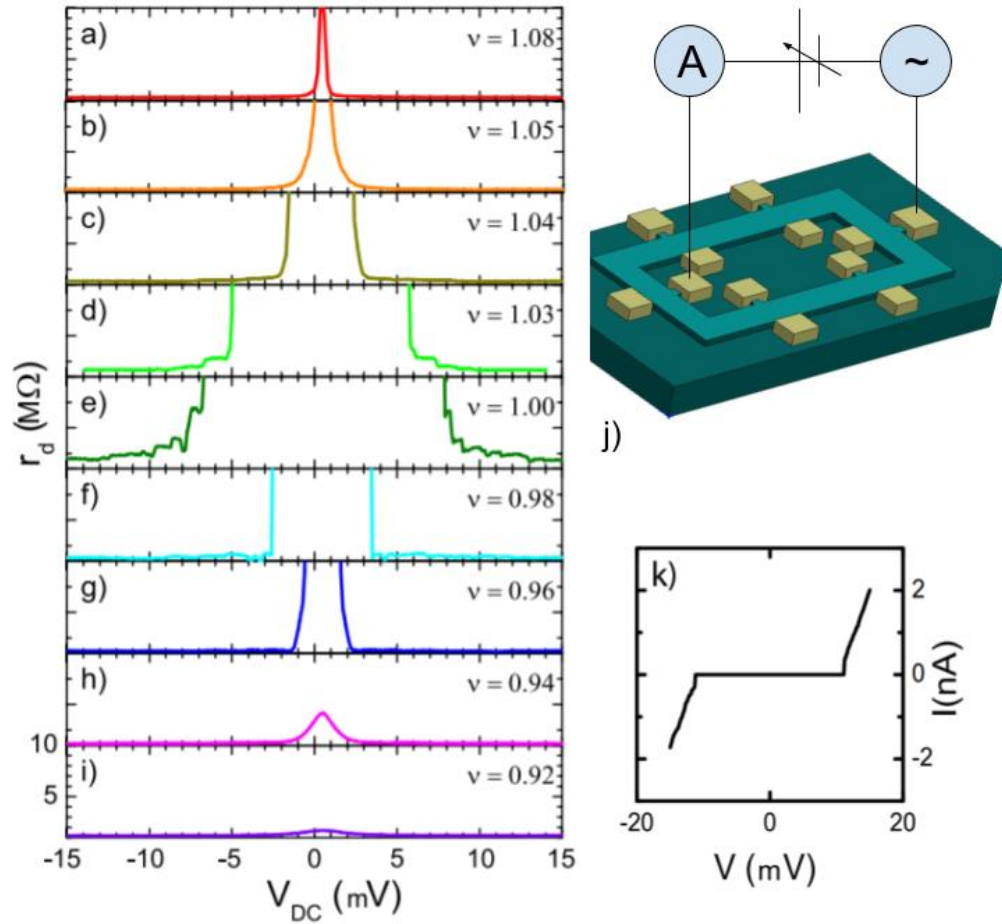 a) ν = 1.08
b) ν = 1.05
c) ν = 1.04
d) ν = 1.03
e) ν = 1.00
f) ν = 0.98
g) ν = 0.96
h) ν = 0.94
i) ν = 0.92
10
5
r_d (MΩ)
-15 -10 -5 0 5 10 15
V_DC (mV)
A ~
j)
k)
2
0
-2
I(nA)
-20 0 20
V (mV)